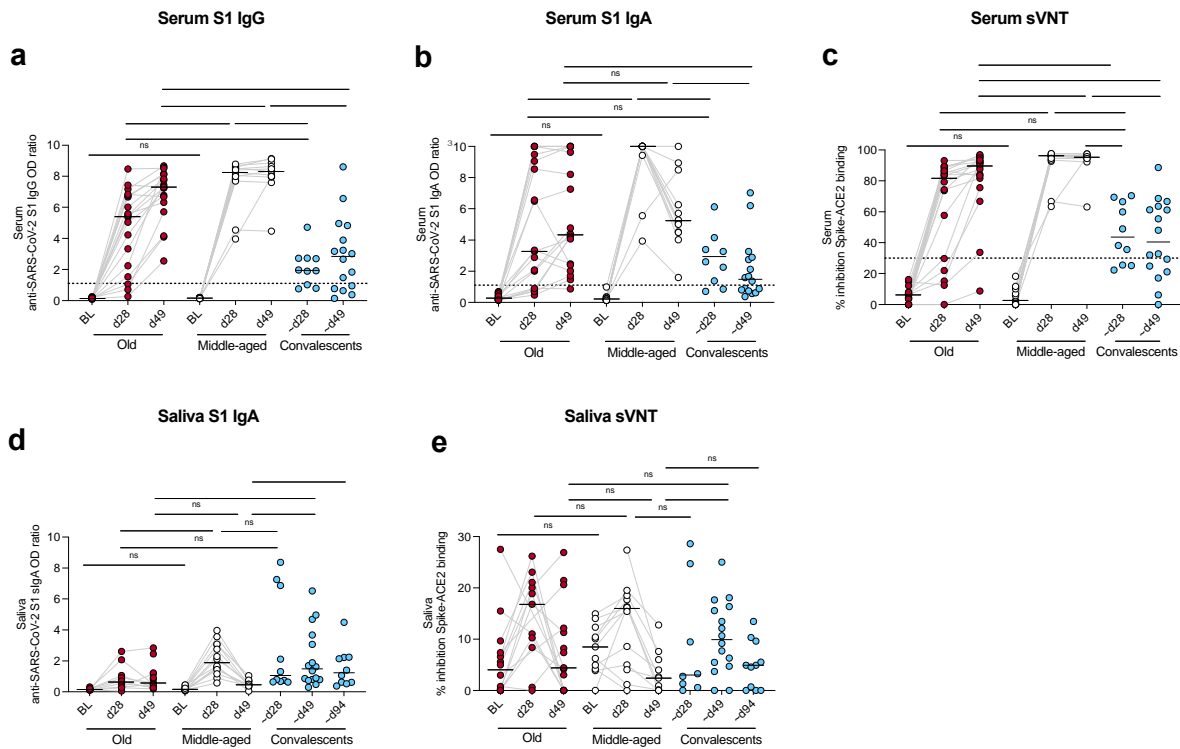 Serum S1 IgG
Serum S1 IgA
Serum sVNT
a
b
c
ns
Serum
anti-SARS-CoV-2 S1 IgG OD ratio
10
8
6
4
2
0
BL
d28
d49
BL
d28
d49
~d28
~d49
Old
Middle-aged
Convalescents
ns
ns
ns
Serum
anti-SARS-CoV-2 S1 IgA OD ratio
8
6
4
2
0
BL
d28
d49
BL
d28
d49
~d28
~d49
Old
Middle-aged
Convalescents
ns
ns
Serum
% inhibition Spike-ACE2 binding
100
80
60
40
20
0
BL
d28
d49
BL
d28
d49
~d28
~d49
Old
Middle-aged
Convalescents
Saliva S1 IgA
Saliva sVNT
d
e
ns
ns
ns
ns
Saliva
anti-SARS-CoV-2 S1 sIgA OD ratio
10
8
6
4
2
0
BL
d28
d49
BL
d28
d49
~d28
~d49
~d94
Old
Middle-aged
Convalescents
ns
ns
ns
ns
ns
ns
Saliva
% inhibition Spike-ACE2 binding
30
20
10
0
BL
d28
d49
BL
d28
d49
~d28
~d49
~d94
Old
Middle-aged
Convalescents